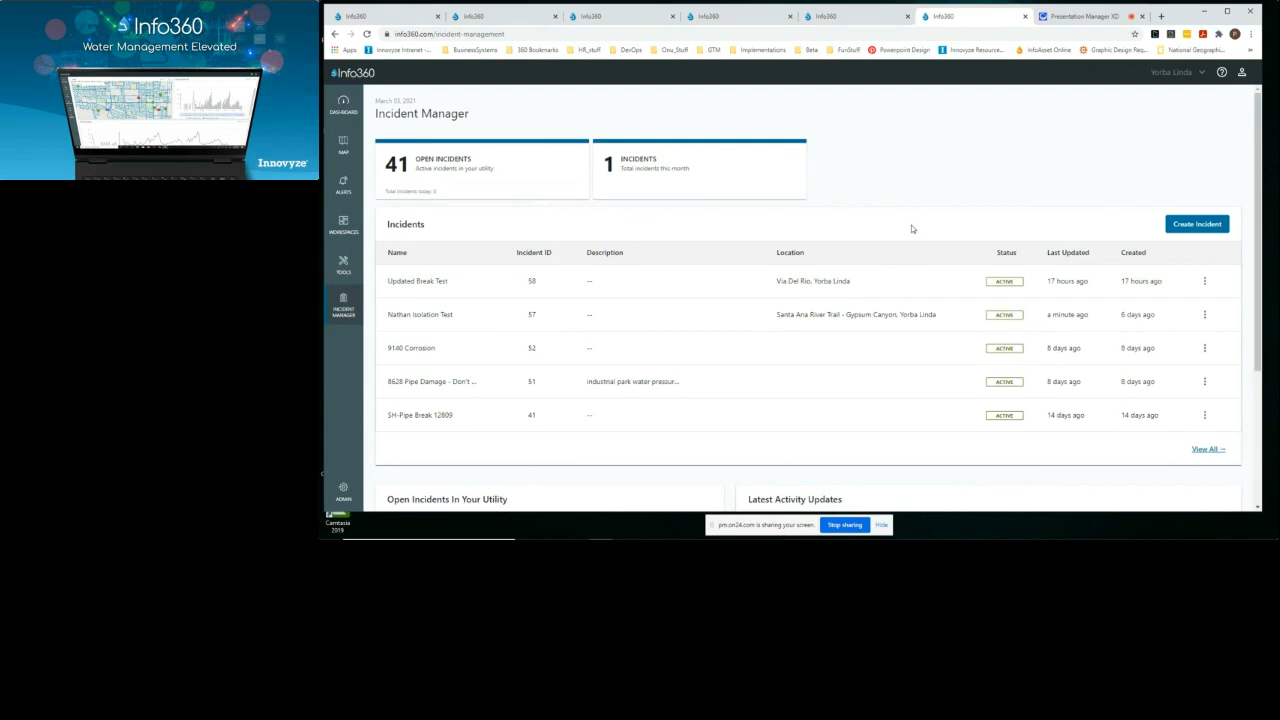 Info360
Water Management Elevated
Innovyze
Info360
Info360
Info360
Info360
Info360
Info360
Presentation Manager XD
info360.com/incident-management
Apps
Innovyze Intranet -...
BusinessSystems
360 Bookmarks
HR_stuff
DevOps
Onu_Stuff
GTM
Implementations
Beta
FunStuff
Powerpoint Design
Innovyze Resource...
InfoAsset Online
Graphic Design Req...
National Geographi...
Info360
Yorba Linda
DASHBOARD
MAP
ALERTS
WORKSPACES
TOOLS
INCIDENT
MANAGER
ADMIN
March 03, 2021
Incident Manager
41 OPEN INCIDENTS
Active incidents in your utility
Total incidents today: 0
1 INCIDENTS
Total incidents this month
Incidents
Create Incident
Name Incident ID Description Location Status Last Updated Created
Updated Break Test 58 -- Via Del Rio, Yorba Linda ACTIVE 17 hours ago 17 hours ago
Nathan Isolation Test 57 -- Santa Ana River Trail - Gypsum Canyon, Yorba Linda ACTIVE a minute ago 6 days ago
9140 Corrosion 52 -- ACTIVE 8 days ago 8 days ago
8628 Pipe Damage - Don't ... 51 industrial park water pressur... ACTIVE 8 days ago 8 days ago
SH-Pipe Break 12809 41 -- ACTIVE 14 days ago 14 days ago
View All →
Open Incidents In Your Utility
Latest Activity Updates
pm.on24.com is sharing your screen.
Stop sharing
Hide
Camtasia
2019